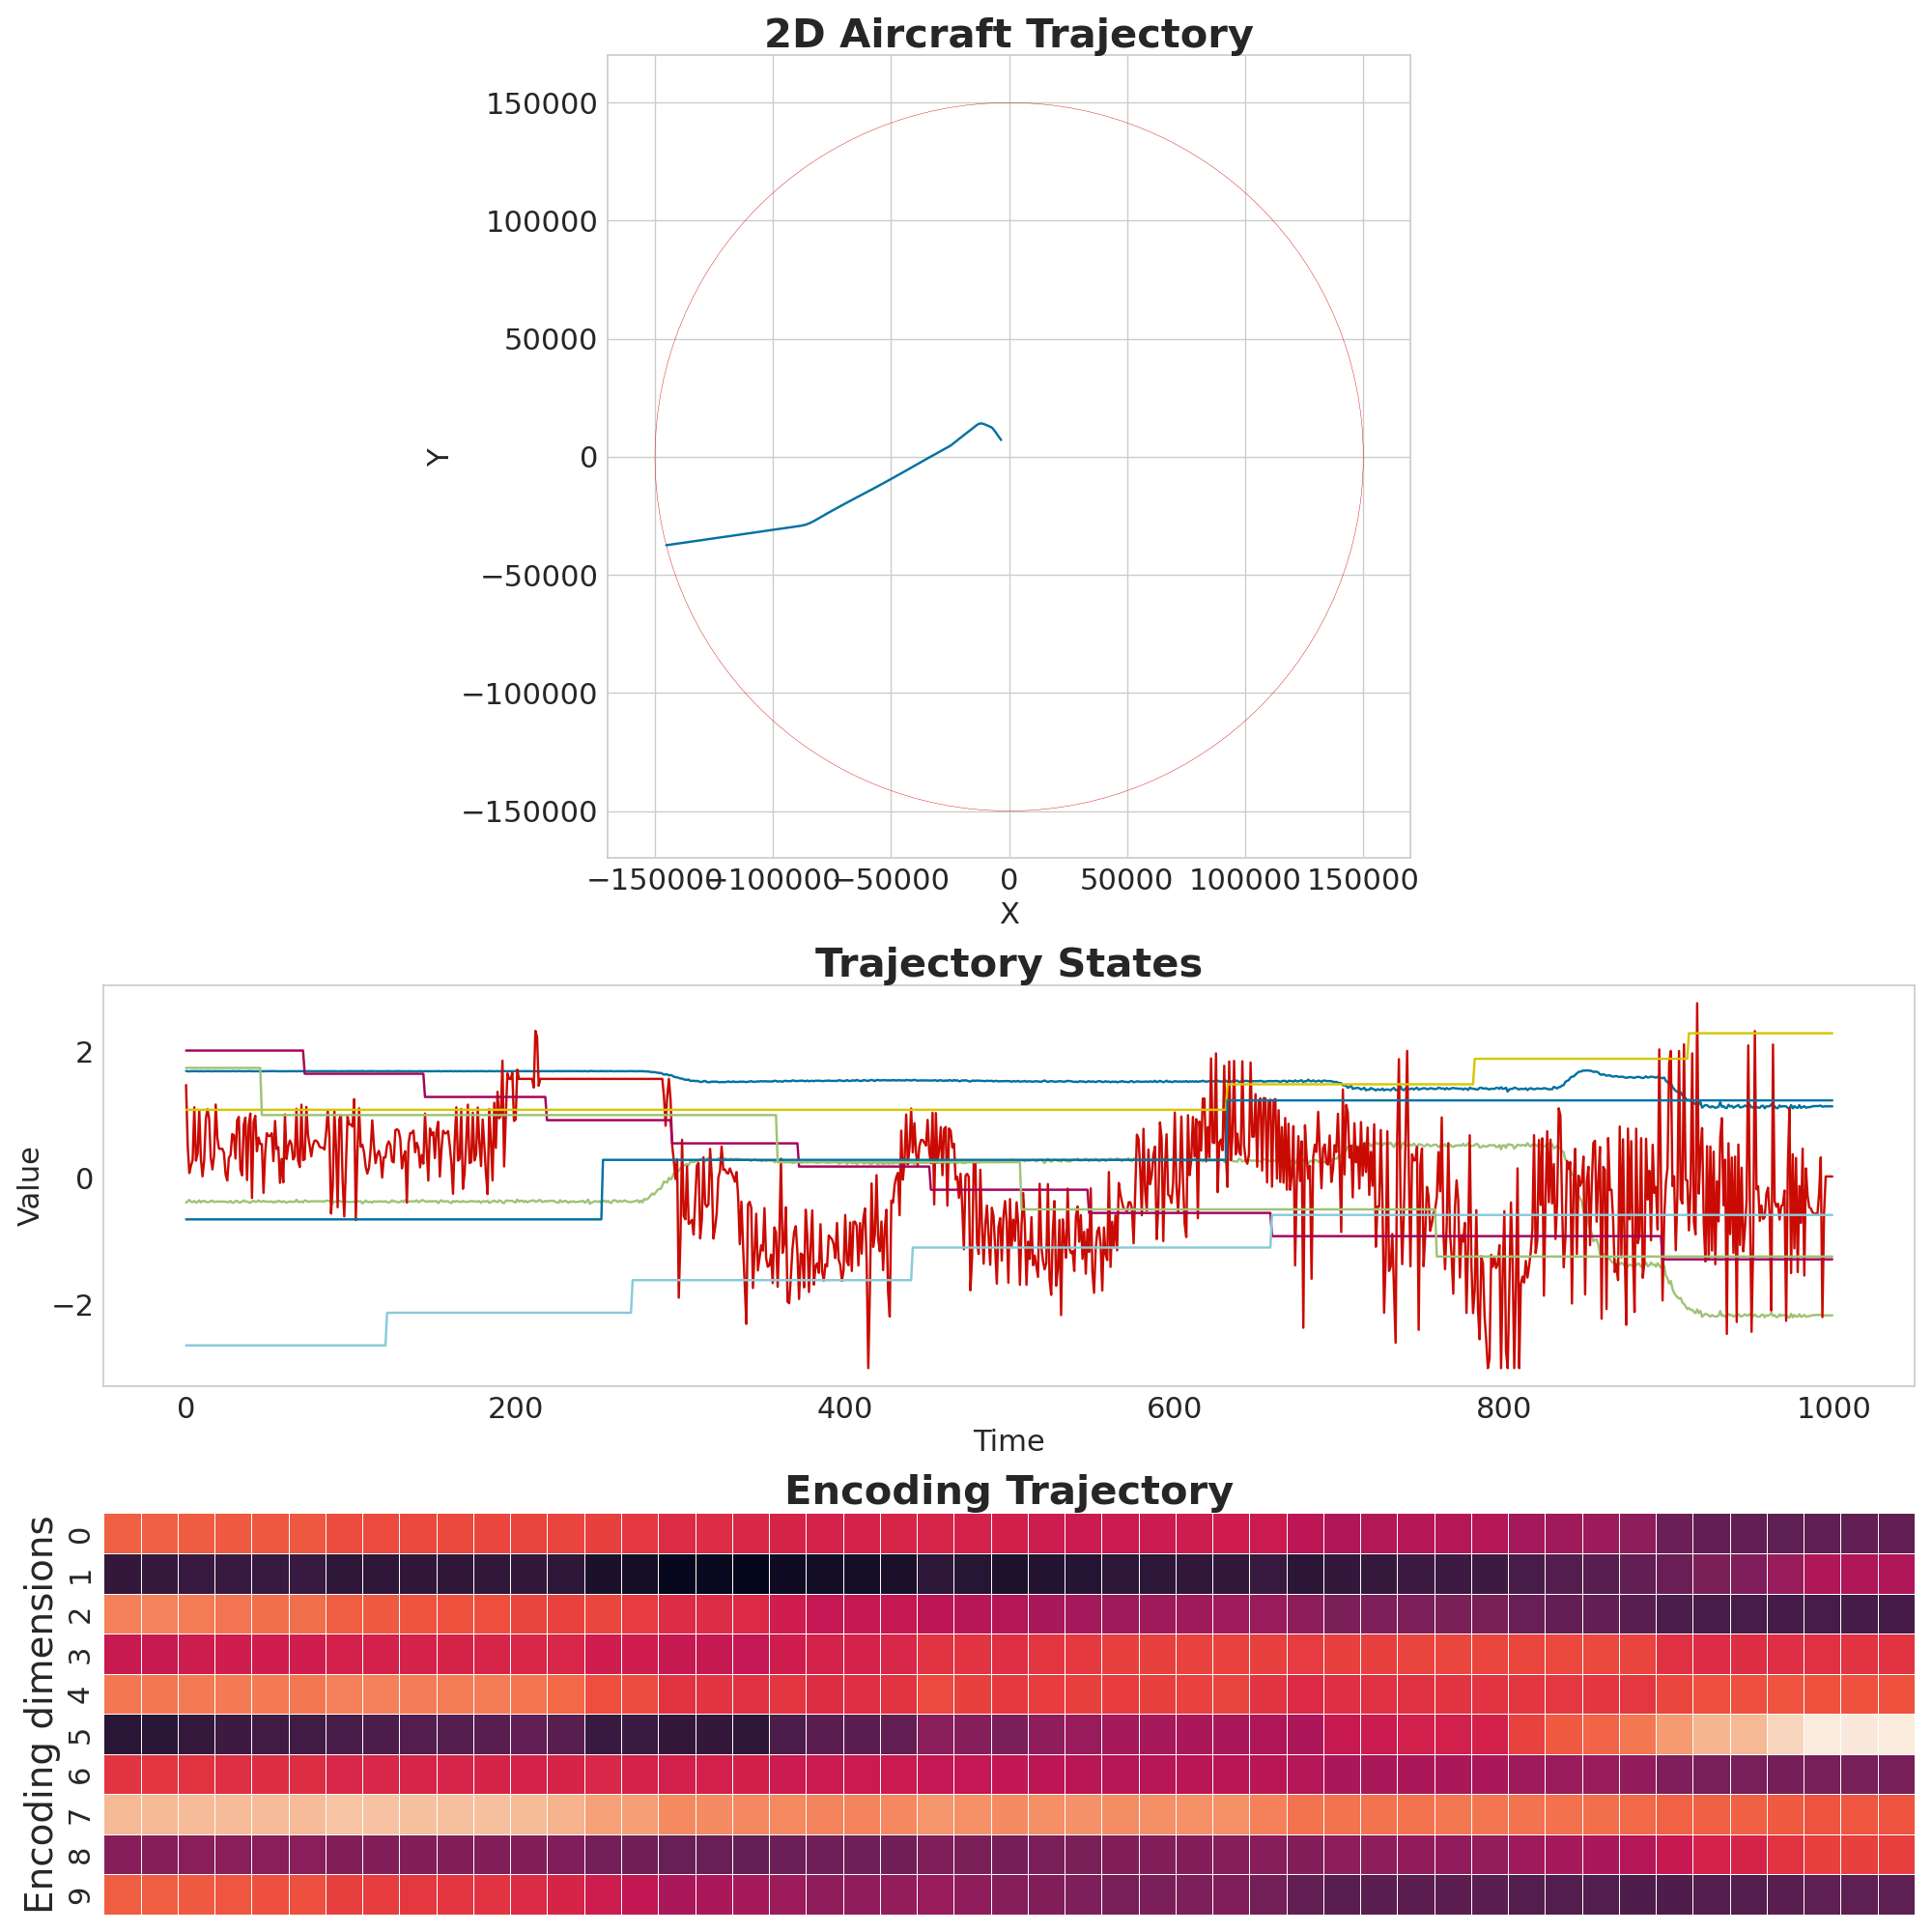 2D Aircraft Trajectory
150000
100000
50000
0
−50000
−100000
−150000
Y
−150000 −100000 −50000 0 50000 100000 150000
X
Trajectory States
2
0
−2
Value
0 200 400 600 800 1000
Time
Encoding Trajectory
Encoding dimensions
0
1
2
3
4
5
6
7
8
9